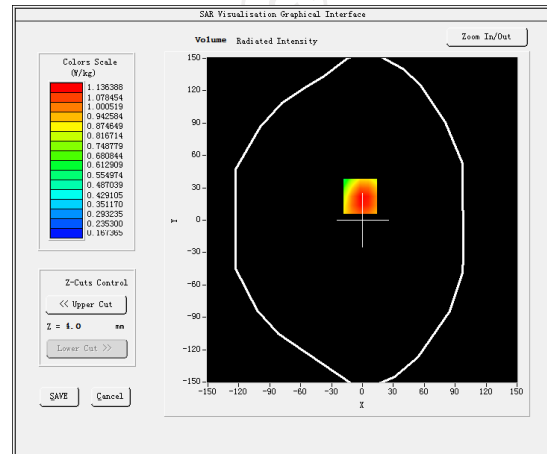 SAR Visualisation Graphical Interface
Volume Radiated Intensity
Zoom In/Out
Colors Scale
(W/kg)
1.136388
1.078454
1.000519
0.942584
0.874649
0.816714
0.748779
0.680844
0.612909
0.554974
0.487039
0.429105
0.351170
0.293235
0.235300
0.167365
Z-Cuts Control
<< Upper Cut
Z = 4.0 mm
Lower Cut >>
SAVE Cancel
150
120
90
60
30
Y 0
-30
-60
-90
-120
-150
-150 -120 -90 -60 -30 0 30 60 90 120 150
X